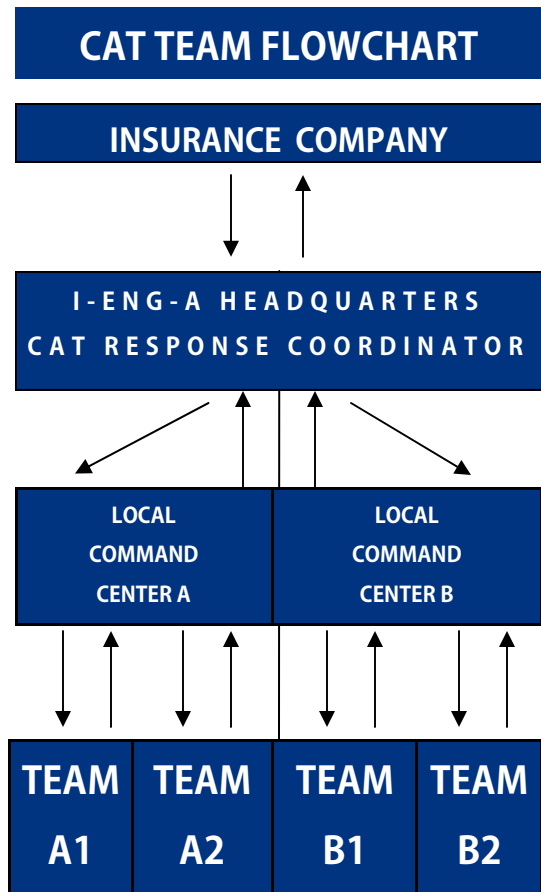 CAT TEAM FLOWCHART
INSURANCE COMPANY
I-ENG-A HEADQUARTERS
CAT RESPONSE COORDINATOR
LOCAL
COMMAND
CENTER A
LOCAL
COMMAND
CENTER B
TEAM
A1
TEAM
A2
TEAM
B1
TEAM
B2